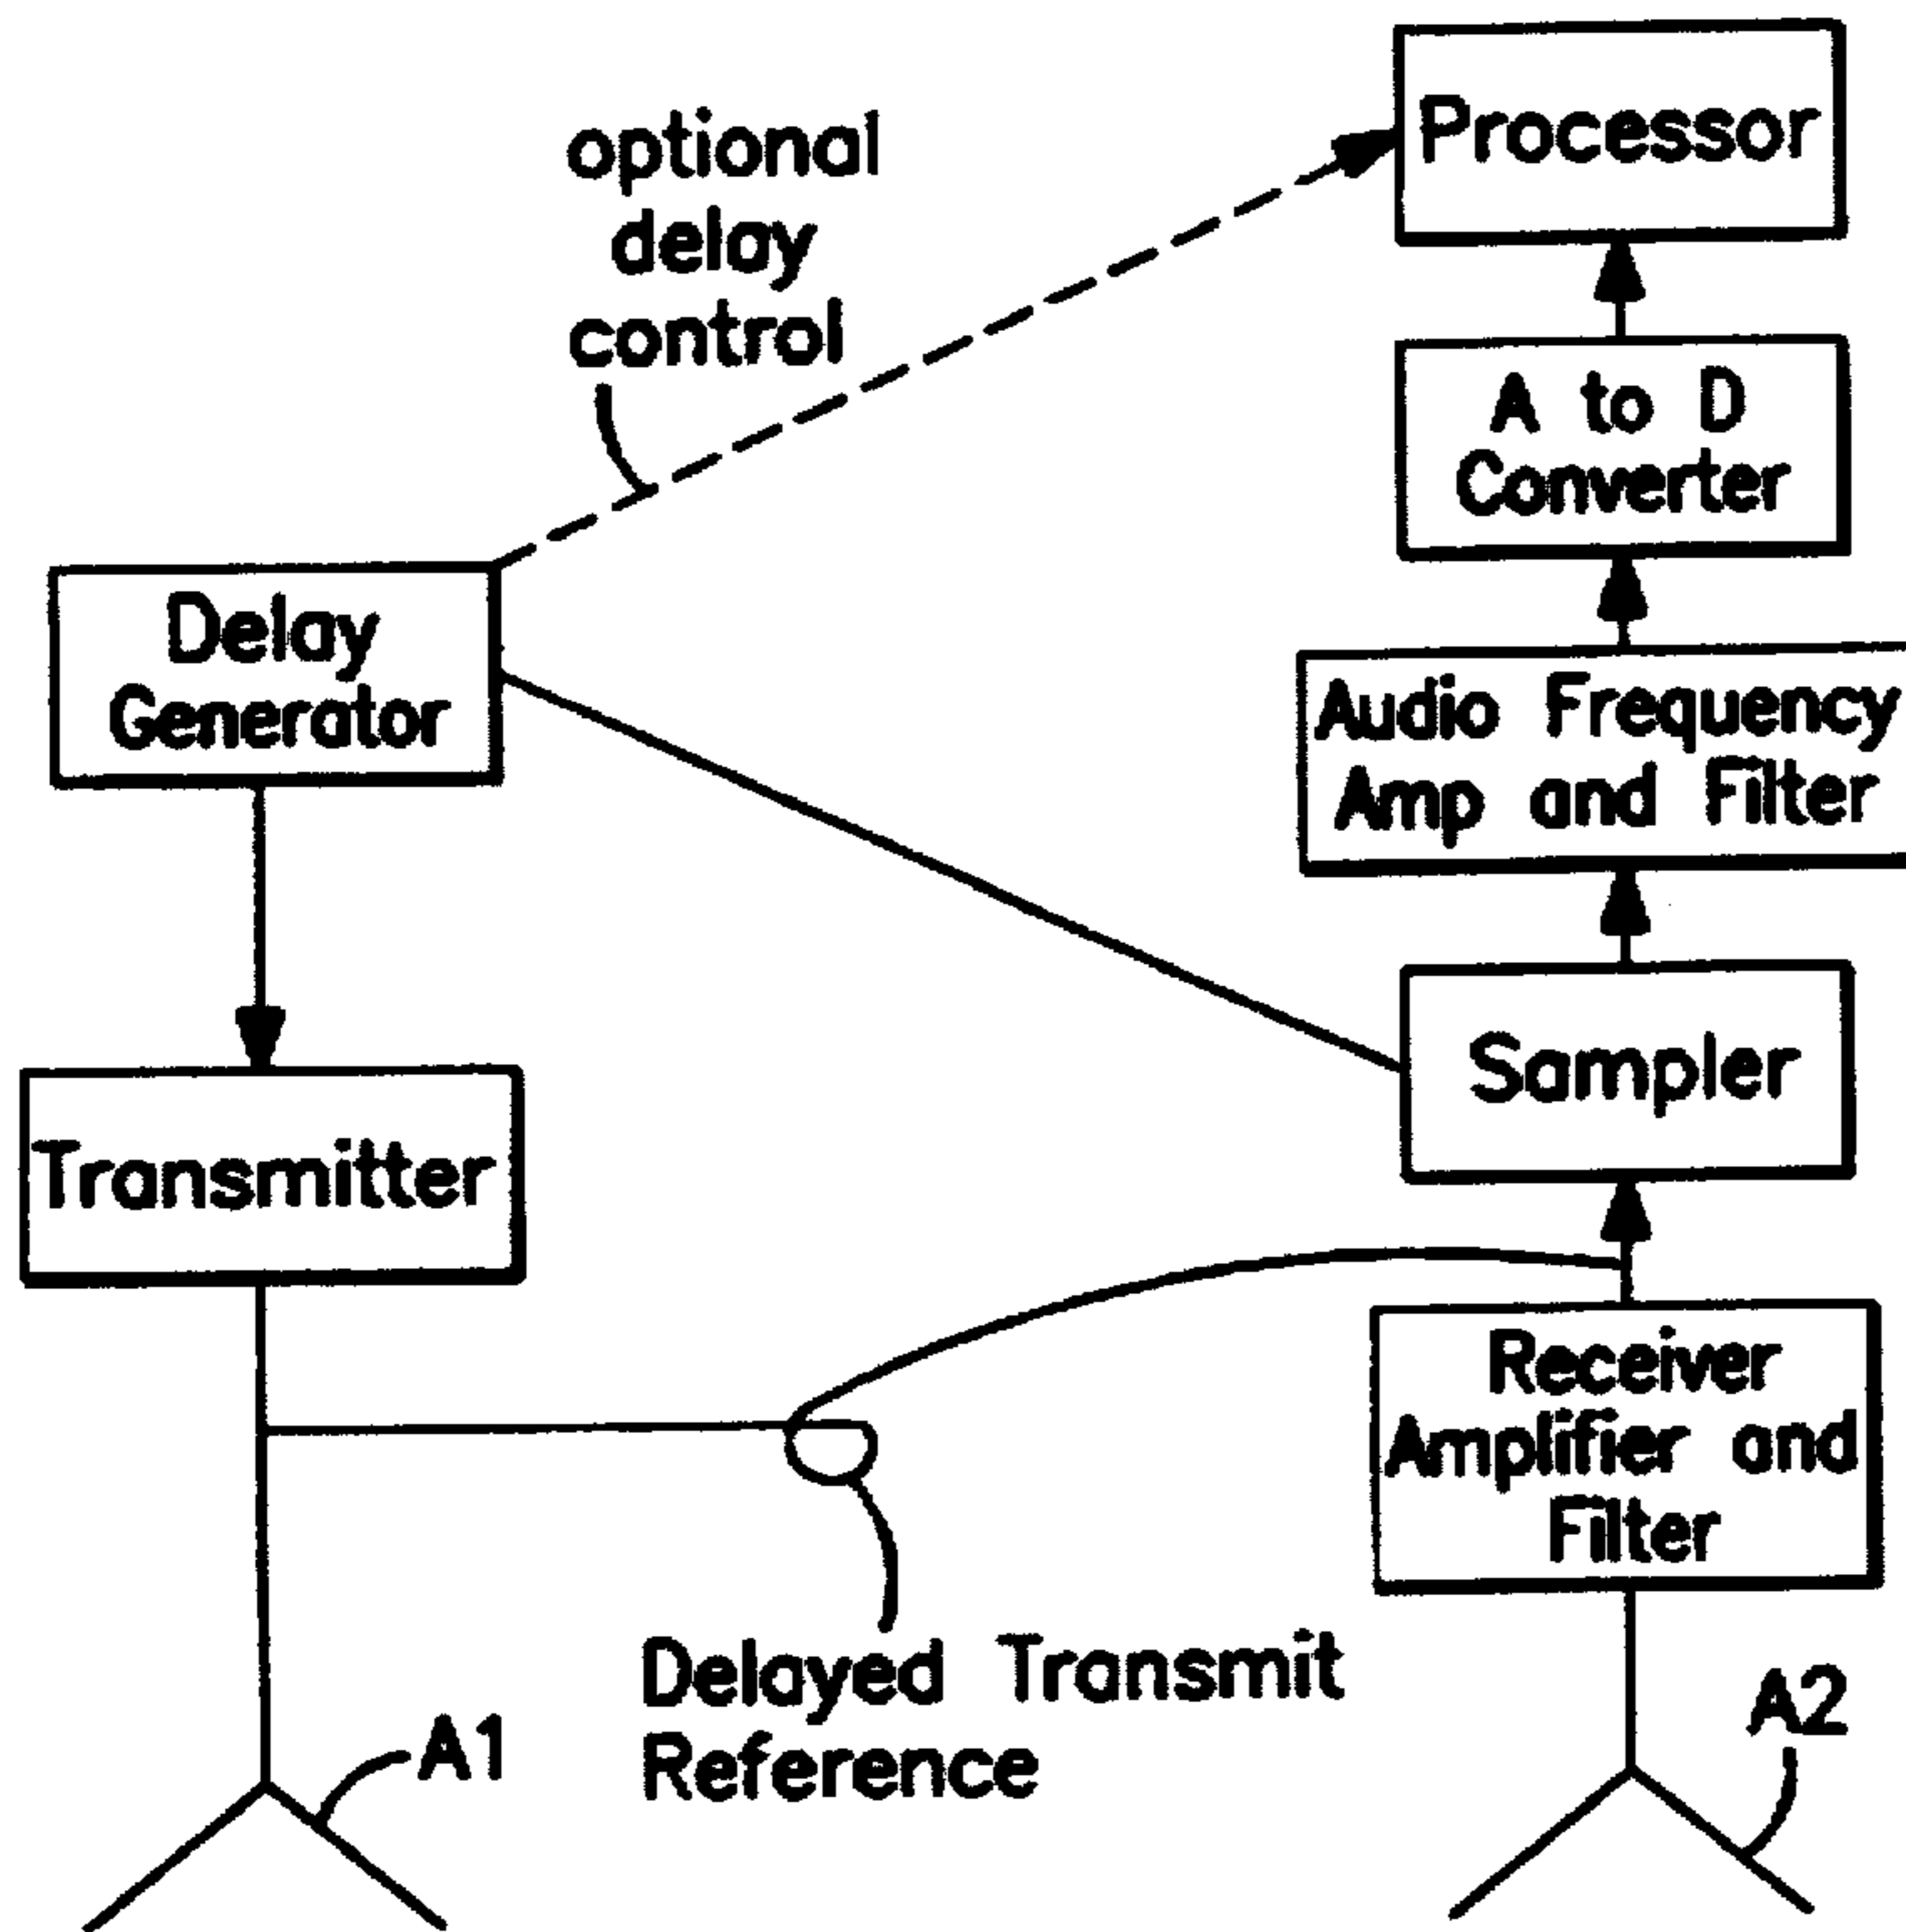 Processor
optional
delay
control
A to D
Converter
Delay
Generator
Audio Frequency
Amp and Filter
Sampler
Transmitter
Receiver
Amplifier and
Filter
Delayed Transmit
Reference
A1
A2